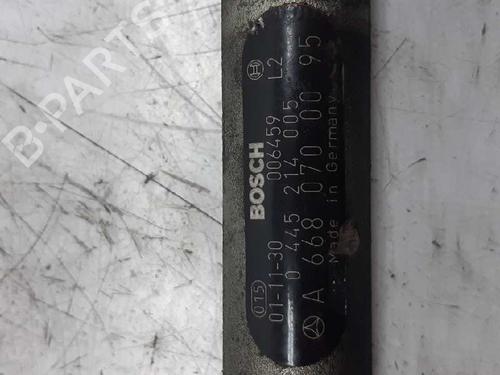 BOSCH
015
01-11-30 006459 L2
0 445 214 005
A 668 070 00 95
Made in Germany
B-PARTS